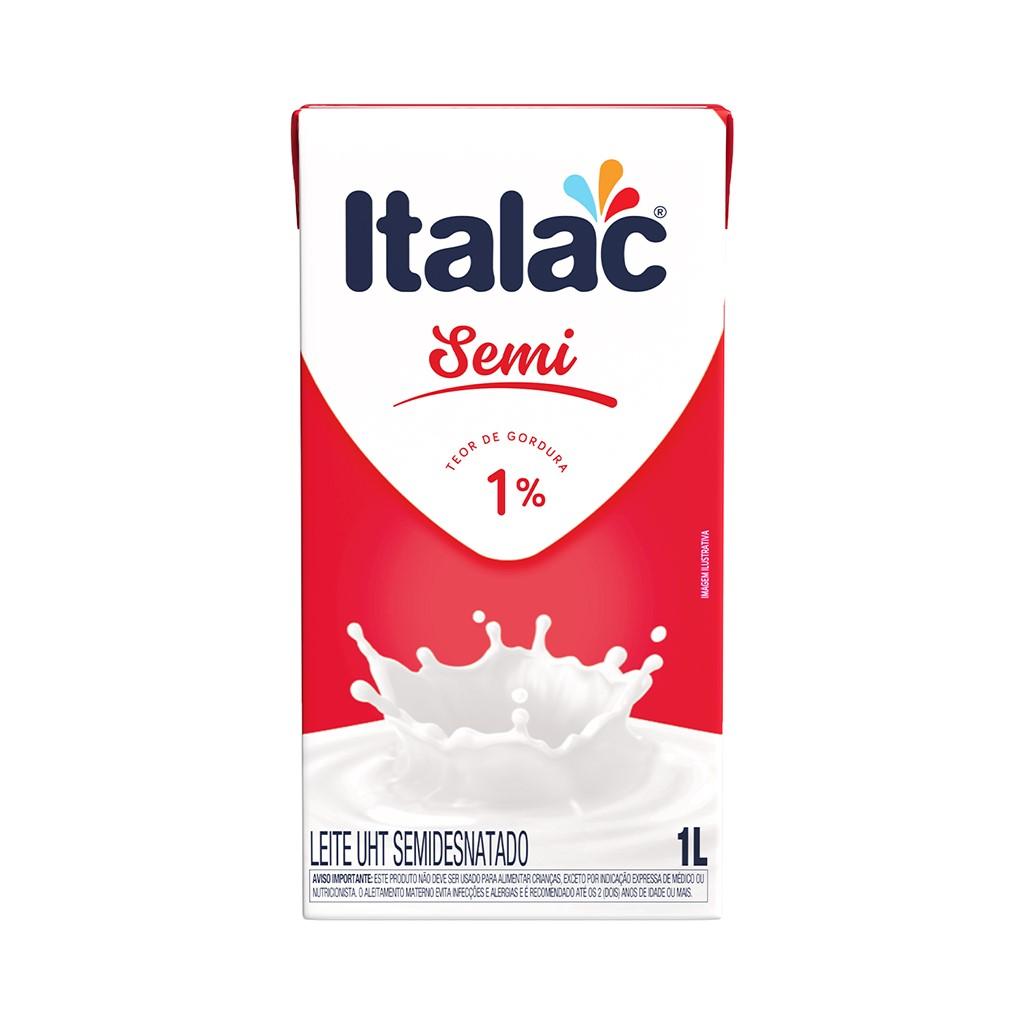 Italac®
Semi
TEOR DE GORDURA
1%
IMAGEM ILUSTRATIVA
LEITE UHT SEMIDESNATADO
1L
AVISO IMPORTANTE: ESTE PRODUTO NÃO DEVE SER USADO PARA ALIMENTAR CRIANÇAS, EXCETO POR INDICAÇÃO EXPRESSA DE MÉDICO OU
NUTRICIONISTA. O ALEITAMENTO MATERNO EVITA INFECÇÕES E ALERGIAS E É RECOMENDADO ATÉ OS 2 (DOIS) ANOS DE IDADE OU MAIS.